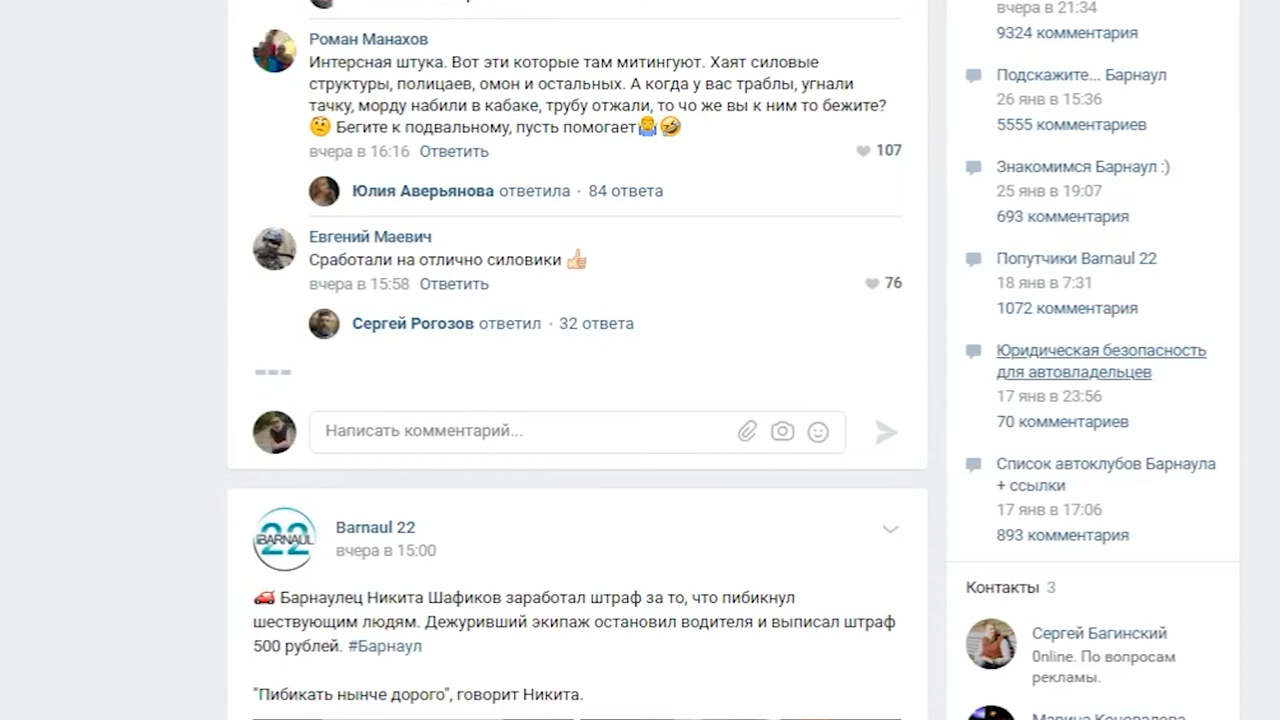 Роман Манахов
Интерсная штука. Вот эти которые там митингуют. Хаят силовые
структуры, полицаев, омон и остальных. А когда у вас траблы, угнали
тачку, морду набили в кабаке, трубу отжали, то чо же вы к ним то бежите?
🤨 Бегите к подвальному, пусть помогает🤷‍♂️🤣
вчера в 16:16 Ответить
107
Юлия Аверьянова ответила · 84 ответа
Евгений Маевич
Сработали на отлично силовики 👍🏻
вчера в 15:58 Ответить
76
Сергей Рогозов ответил · 32 ответа
Написать комментарий...
22
BARNAUL
Barnaul 22
вчера в 15:00
🚗 Барнаулец Никита Шафиков заработал штраф за то, что пибикнул
шествующим людям. Дежуривший экипаж остановил водителя и выписал штраф
500 рублей. #Барнаул
"Пибикать нынче дорого", говорит Никита.
вчера в 21:34
9324 комментария
Подскажите... Барнаул
26 янв в 15:36
5555 комментариев
Знакомимся Барнаул :)
25 янв в 19:07
693 комментария
Попутчики Barnaul 22
18 янв в 7:31
1072 комментария
Юридическая безопасность
для автовладельцев
17 янв в 23:56
70 комментариев
Список автоклубов Барнаула
+ ссылки
17 янв в 17:06
893 комментария
Контакты 3
Сергей Багинский
0nline. По вопросам
рекламы.
Марина Коновалова